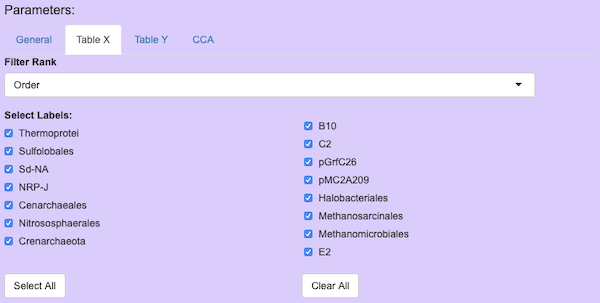 Parameters:
General Table X Table Y CCA
Filter Rank
Order
Select Labels:
Thermoprotei
Sulfolobales
Sd-NA
NRP-J
Cenarchaeales
Nitrososphaerales
Crenarchaeota
B10
C2
pGrfC26
pMC2A209
Halobacteriales
Methanosarcinales
Methanomicrobiales
E2
Select All Clear All